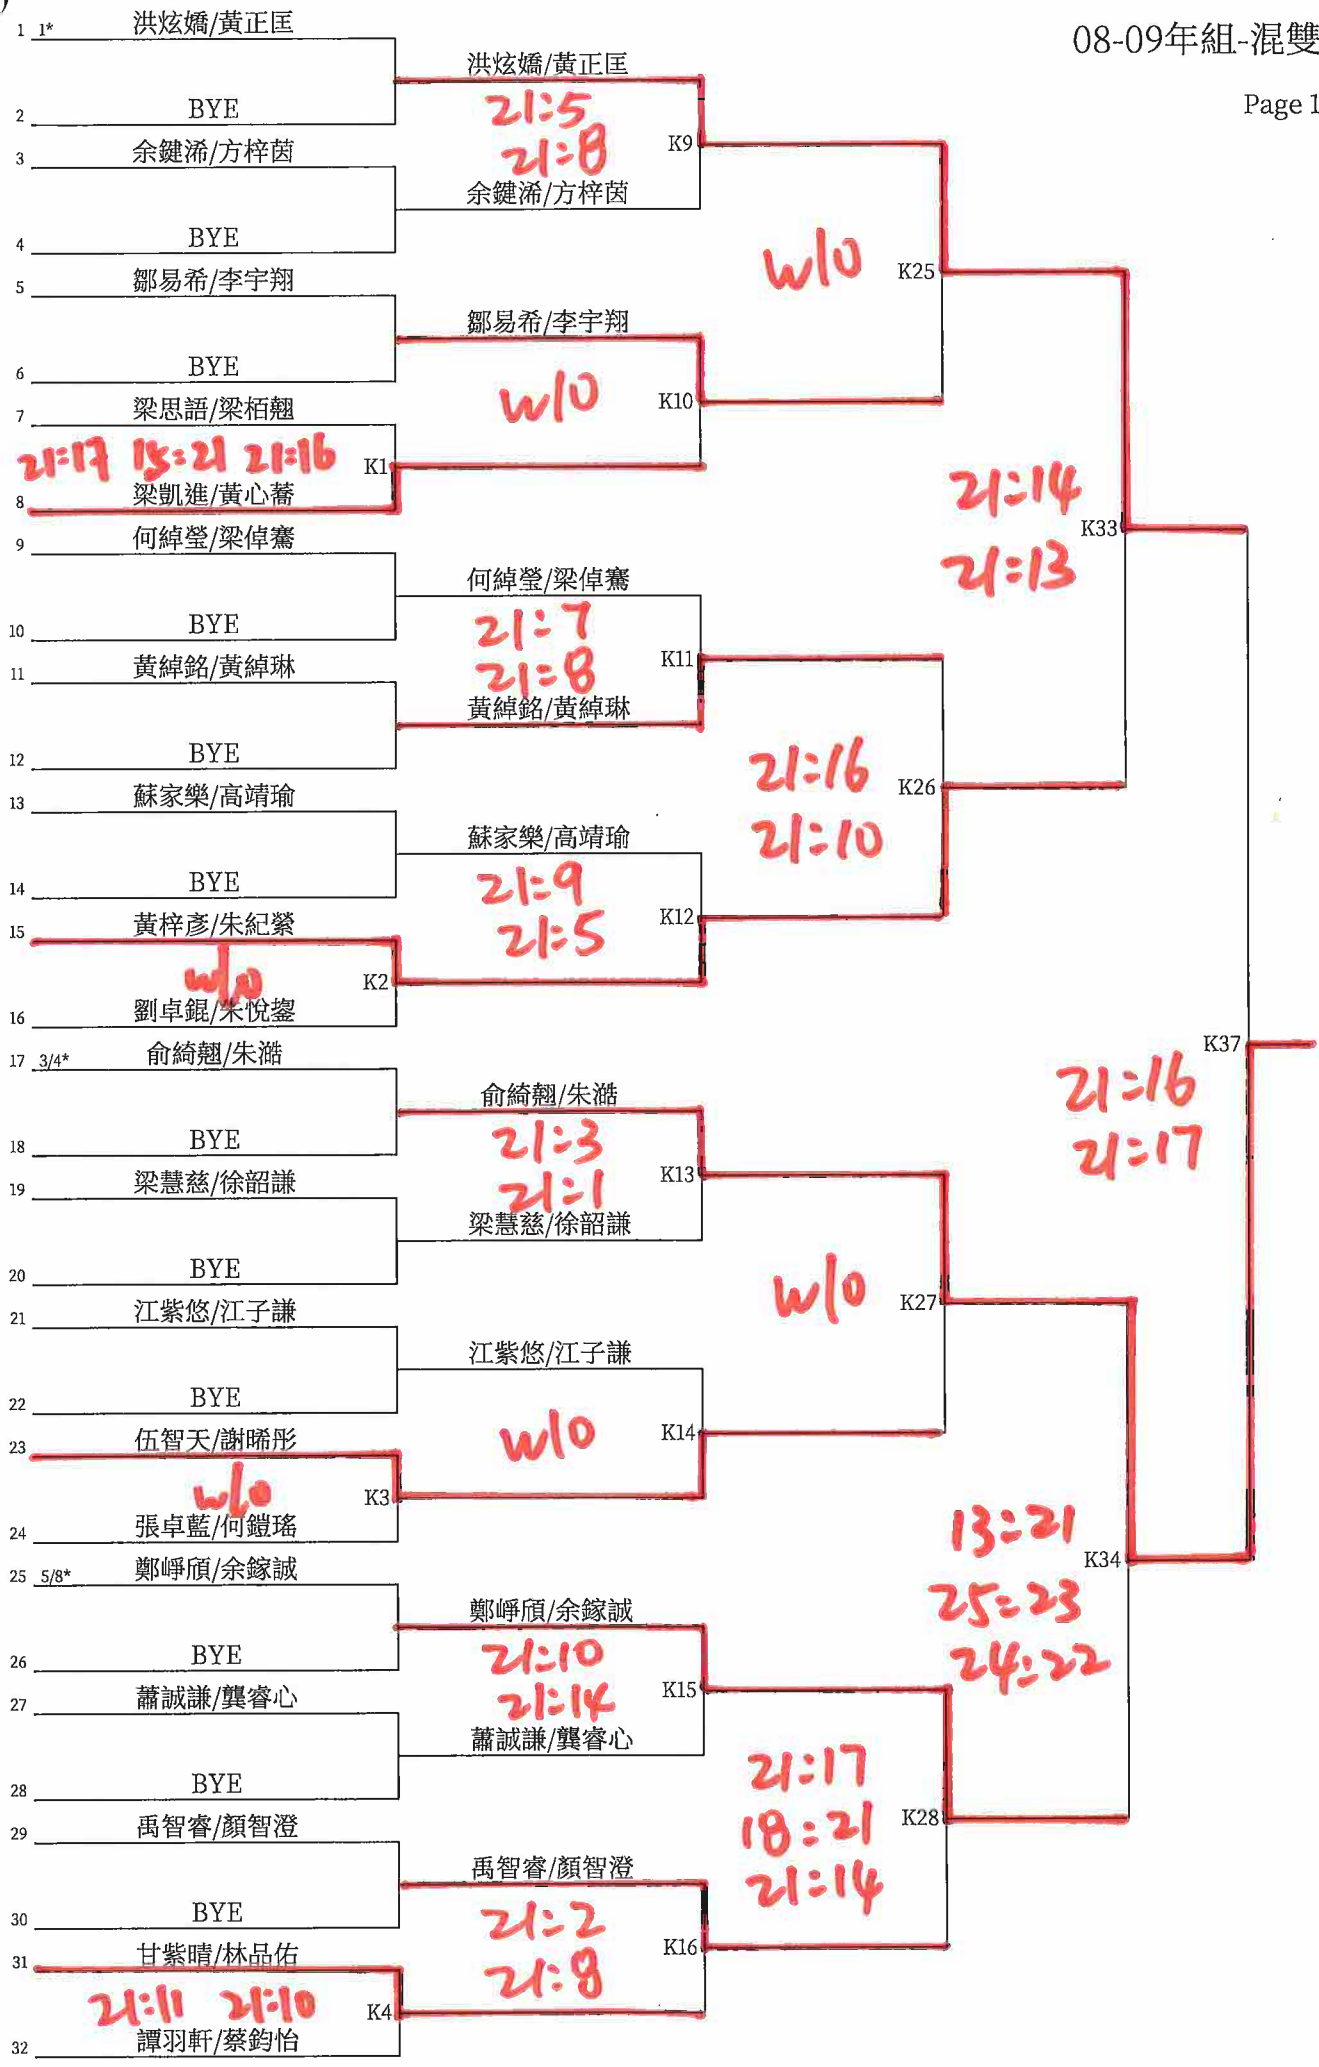 08-09年組-混雙
Page 1
1 1* 洪炫嬌/黃正匡
洪炫嬌/黃正匡
2 BYE
21:5
K9
3 余鍵浠/方梓茵
21:8
余鍵浠/方梓茵
4 BYE
w/o
K25
5 鄒易希/李宇翔
鄒易希/李宇翔
6 BYE
w/o
K10
7 梁思語/梁栢翹
21:17 15:21 21:16
K1
8 梁凱進/黃心蕎
21:14
K33
21:13
9 何綽瑩/梁倬騫
何綽瑩/梁倬騫
10 BYE
21:7
K11
11 黃綽銘/黃綽琳
21:8
黃綽銘/黃綽琳
12 BYE
21:16
K26
21:10
13 蘇家樂/高靖瑜
蘇家樂/高靖瑜
14 BYE
21:9
K12
21:5
15 黃梓彥/朱紀縈
w/o
K2
16 劉卓錕/朱悅鋆
K37
21:16
21:17
17 3/4* 俞綺翹/朱澔
俞綺翹/朱澔
18 BYE
21:3
K13
19 梁慧慈/徐韶謙
21:1
梁慧慈/徐韶謙
20 BYE
w/o
K27
21 江紫悠/江子謙
江紫悠/江子謙
22 BYE
w/o
K14
23 伍智天/謝晞彤
w/o
K3
24 張卓藍/何鎧瑤
13:21
K34
25:23
24:22
25 5/8* 鄭崢頎/余鎵誠
鄭崢頎/余鎵誠
26 BYE
21:10
K15
27 蕭誠謙/龔睿心
21:14
蕭誠謙/龔睿心
28 BYE
21:17
18:21
K28
21:14
29 禹智睿/顏智澄
禹智睿/顏智澄
30 BYE
21:2
K16
21:8
31 甘紫晴/林品佑
21:11 21:10
K4
32 譚羽軒/蔡鈞怡